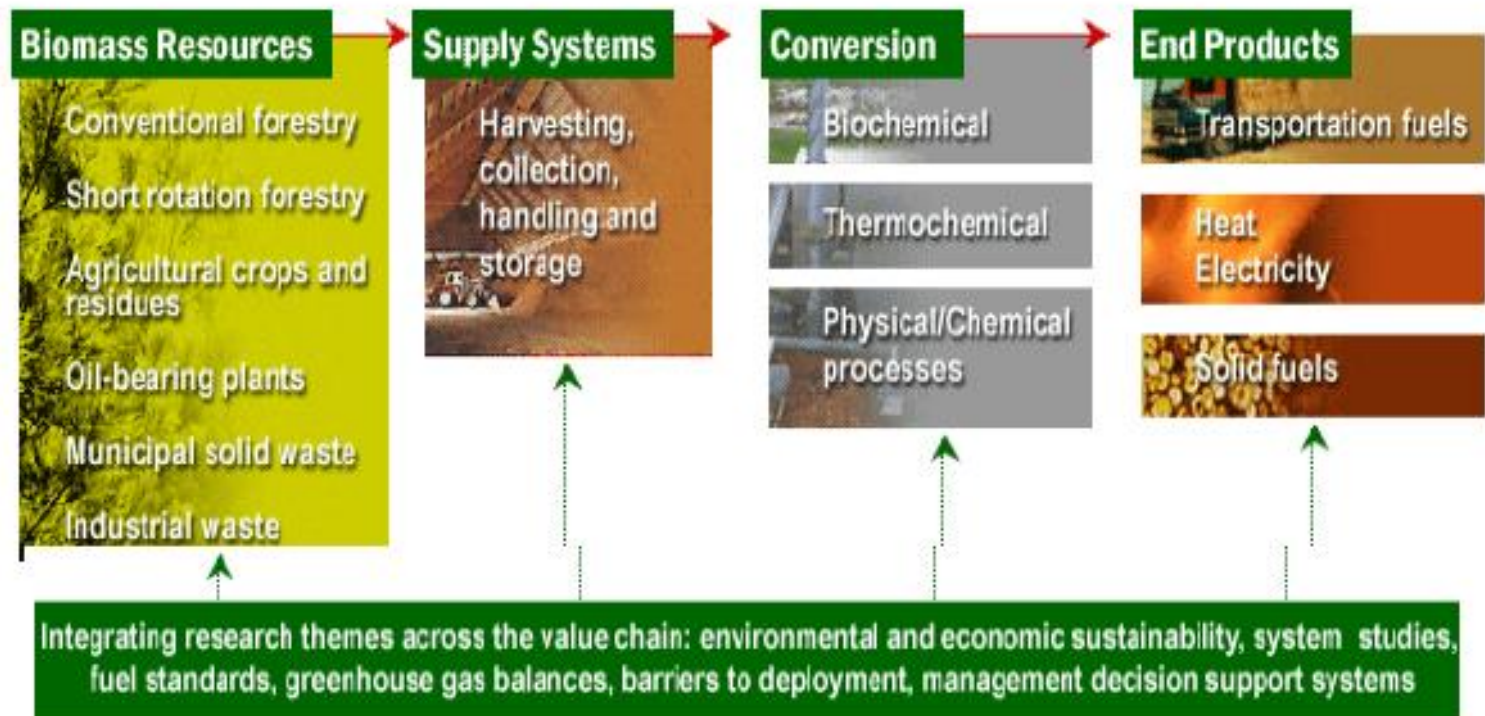 Biomass Resources
Conventional forestry
Short rotation forestry
Agricultural crops and
residues
Oil-bearing plants
Municipal solid waste
Industrial waste
Supply Systems
Harvesting,
collection,
handling and
storage
Conversion
Biochemical
Thermochemical
Physical/Chemical
processes
End Products
Transportation fuels
Heat
Electricity
Solid fuels
Integrating research themes across the value chain: environmental and economic sustainability, system studies,
fuel standards, greenhouse gas balances, barriers to deployment, management decision support systems